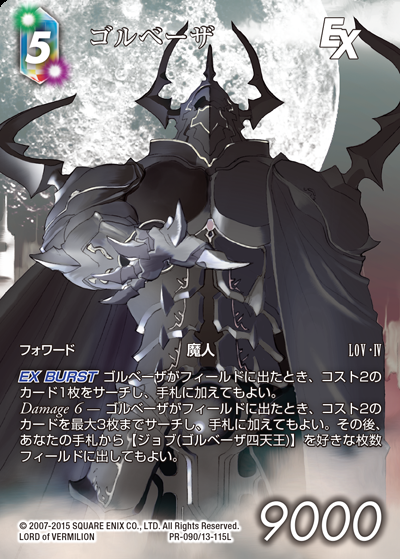 5
ゴルベーザ
EX
フォワード 魔人 LOV・IV
EX BURST ゴルベーザがフィールドに出たとき、コスト2の
カード1枚をサーチし、手札に加えてもよい。
Damage 6 ― ゴルベーザがフィールドに出たとき、コスト2の
カードを最大3枚までサーチし、手札に加えてもよい。その後、
あなたの手札から【ジョブ(ゴルベーザ四天王)】を好きな枚数
フィールドに出してもよい。
© 2007-2015 SQUARE ENIX CO., LTD. All Rights Reserved.
LORD of VERMILION PR-090/13-115L
9000